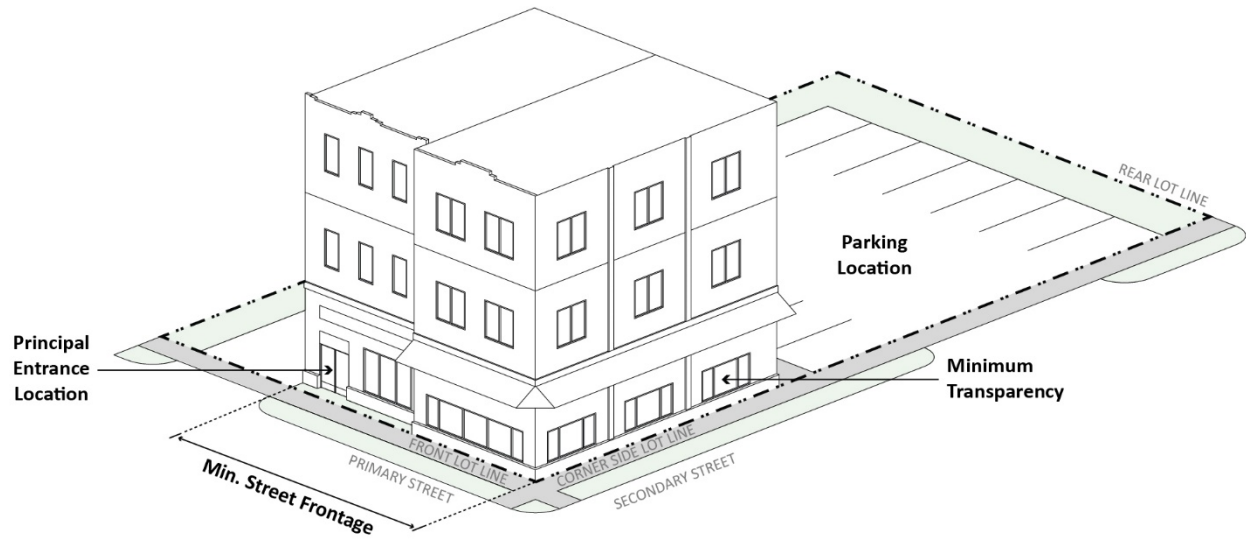 REAR LOT LINE
Parking
Location
Principal
Entrance
Location
Minimum
Transparency
FRONT LOT LINE
CORNER SIDE LOT LINE
PRIMARY STREET
SECONDARY STREET
Min. Street Frontage